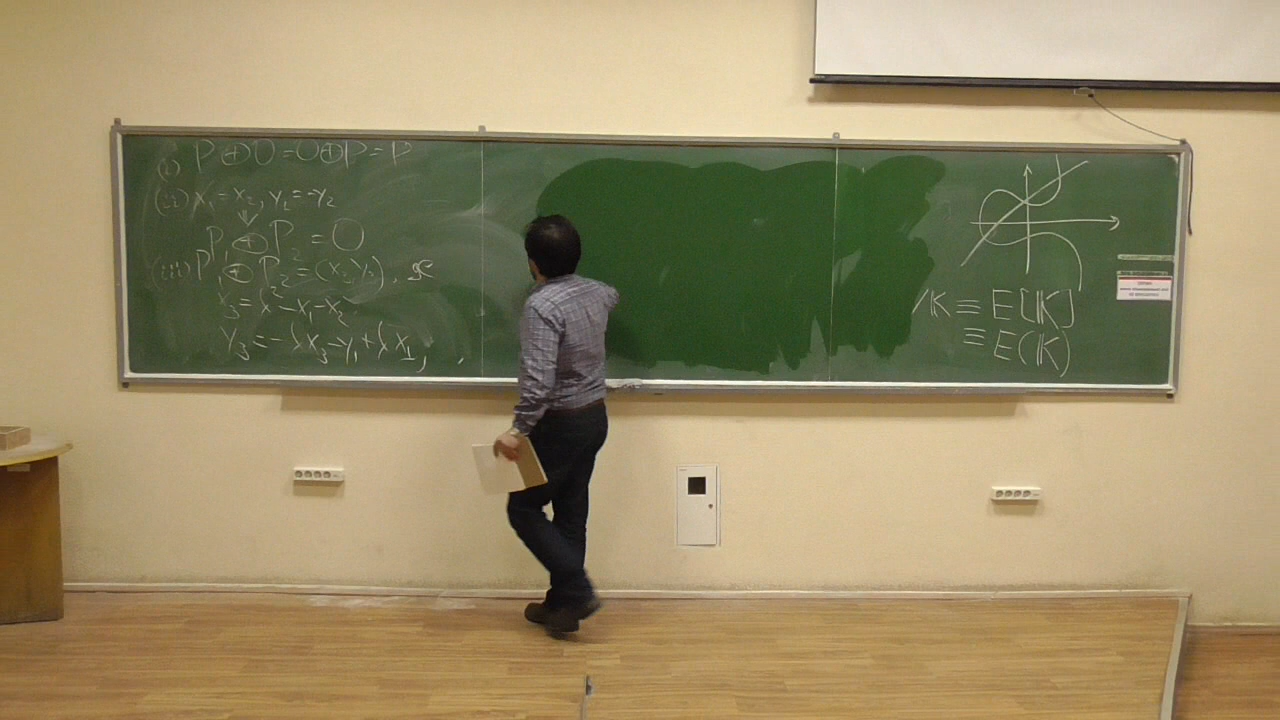 (i) P ⊕ O = O ⊕ P = P
(ii) x₁ = x₂, y₁ = -y₂
P₁ ⊕ P₂ = O
(iii) P₁ ⊕ P₂ = (x₃, y₃),
x₃ = λ² - x₁ - x₂
y₃ = -λx₃ - y₁ + λx₁,
/K ≡ E[K]
≡ E(K)